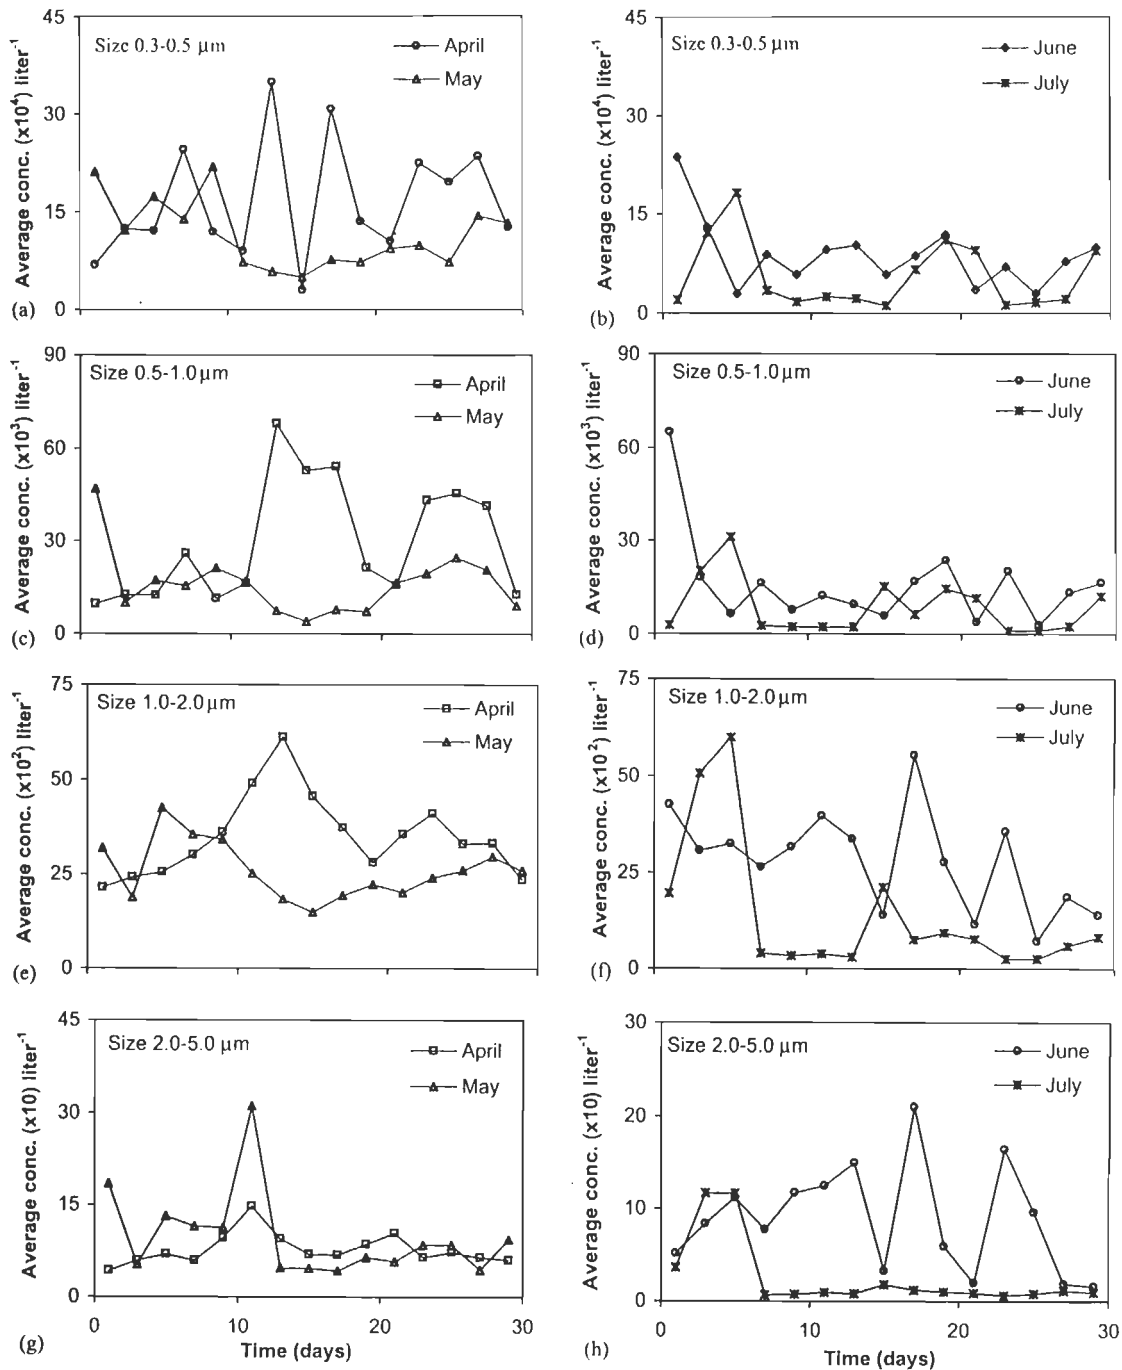 Size 0.3-0.5 µm
April
May
Average conc. (x10⁴) liter⁻¹
45
30
15
0
(a)
Size 0.3-0.5 µm
June
July
Average conc. (x10⁴) liter⁻¹
45
30
15
0
(b)
Size 0.5-1.0 µm
April
May
Average conc. (x10³) liter⁻¹
90
60
30
0
(c)
Size 0.5-1.0 µm
June
July
Average conc. (x10³) liter⁻¹
90
60
30
0
(d)
Size 1.0-2.0 µm
April
May
Average conc. (x10²) liter⁻¹
75
50
25
0
(e)
Size 1.0-2.0 µm
June
July
Average conc. (x10²) liter⁻¹
75
50
25
0
(f)
Size 2.0-5.0 µm
April
May
Average conc. (x10) liter⁻¹
45
30
15
0
(g)
0 10 20 30
Time (days)
Size 2.0-5.0 µm
June
July
Average conc. (x10) liter⁻¹
30
20
10
0
(h)
0 10 20 30
Time (days)